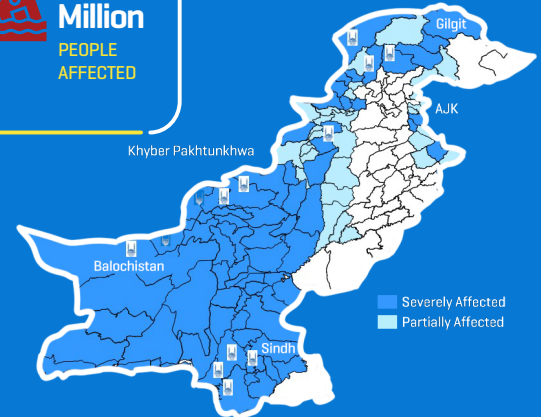 Million
PEOPLE
AFFECTED
Gilgit
AJK
Khyber Pakhtunkhwa
Balochistan
Severely Affected
Partially Affected
Sindh